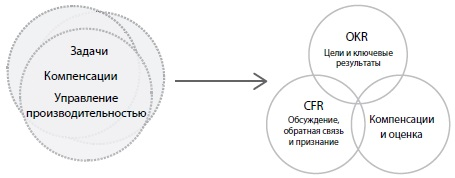 Задачи
Компенсации
Управление
производительностью
OKR
Цели и ключевые
результаты
CFR
Обсуждение,
обратная связь
и признание
Компенсации
и оценка